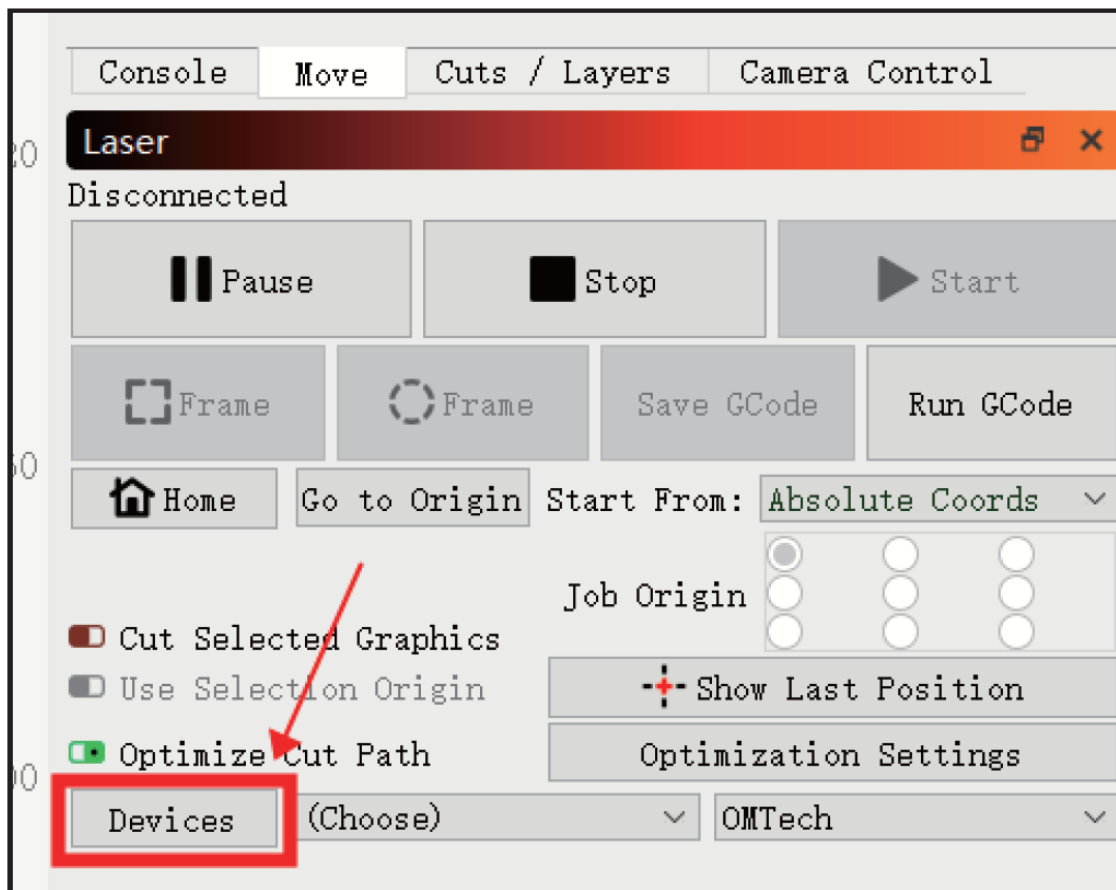 Console Move Cuts / Layers Camera Control
Laser
Disconnected
Pause Stop Start
Frame Frame Save GCode Run GCode
Home Go to Origin Start From: Absolute Coords
Job Origin
Cut Selected Graphics
Use Selection Origin Show Last Position
Optimize Cut Path Optimization Settings
Devices (Choose) OMTech